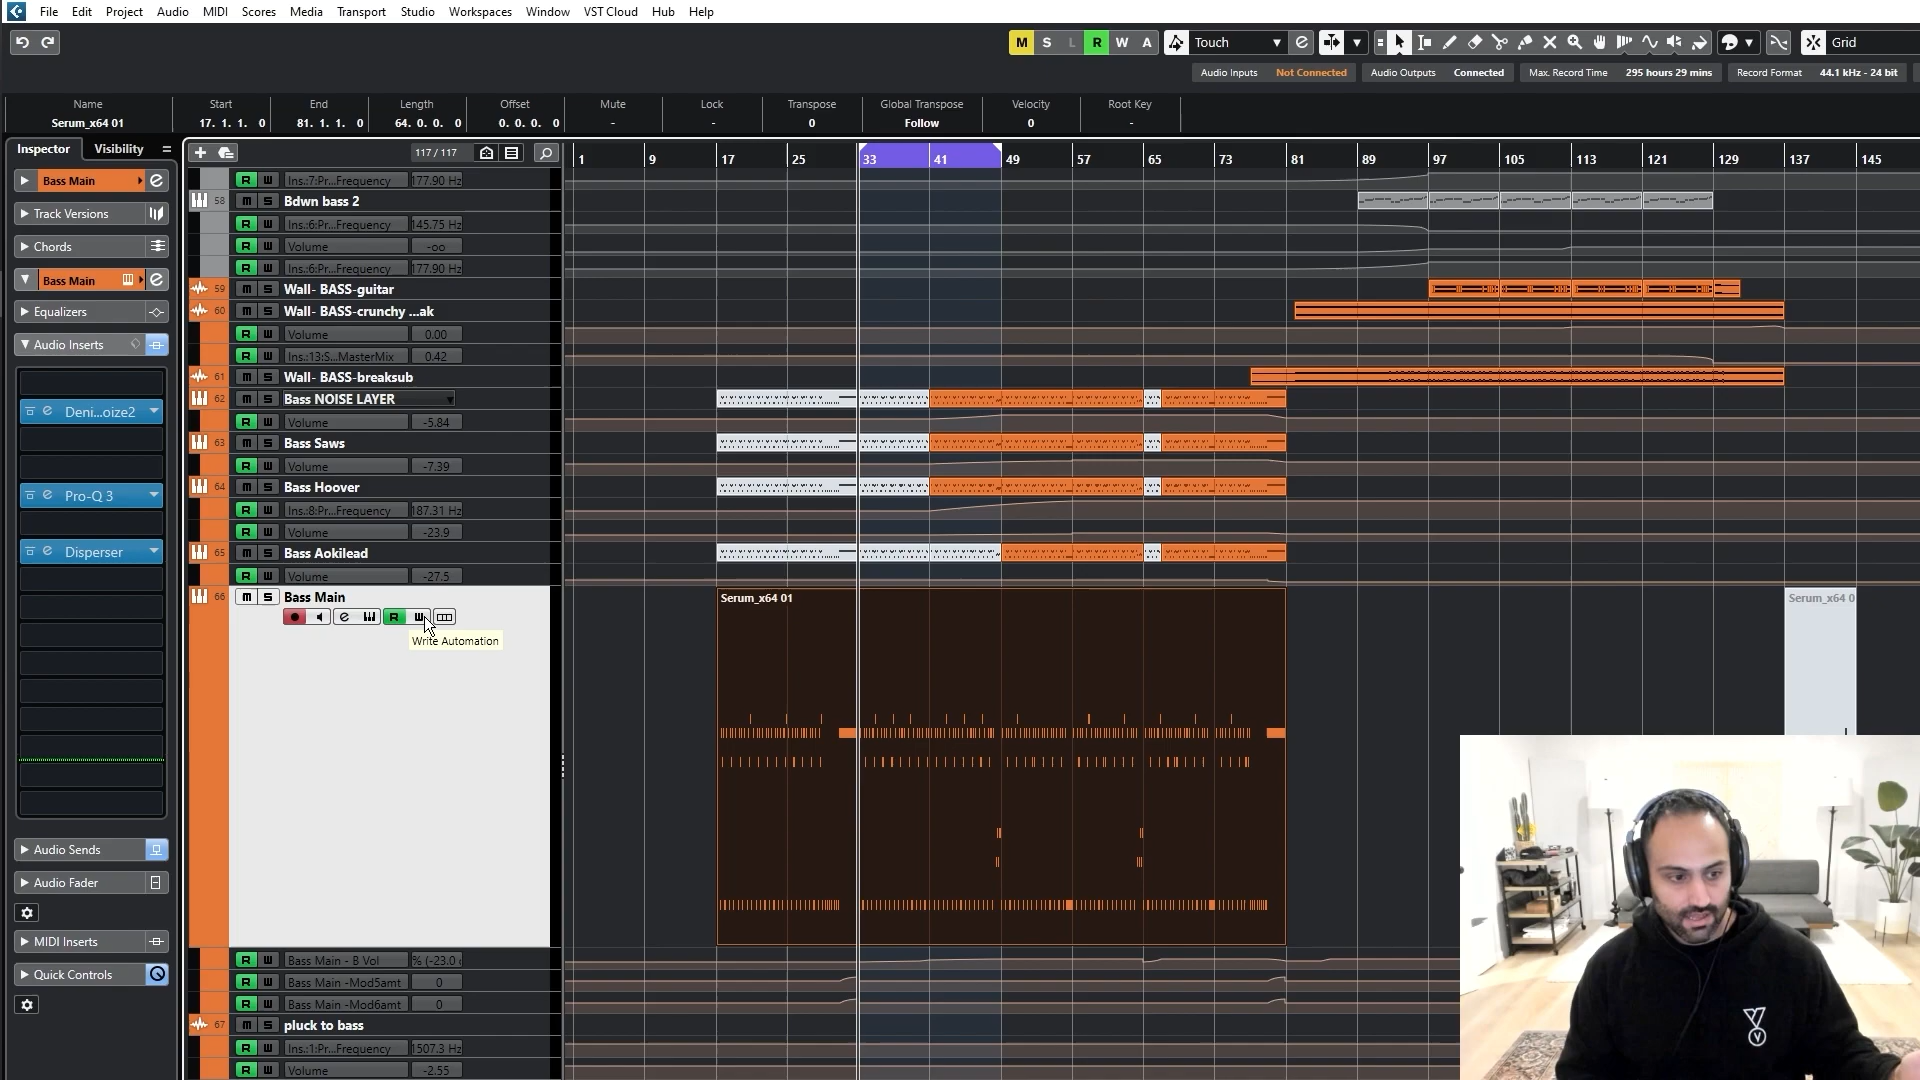 File Edit Project Audio MIDI Scores Media Transport Studio Workspaces Window VST Cloud Hub Help
M S L R W A Touch Grid
Audio Inputs Not Connected Audio Outputs Connected Max. Record Time 295 hours 29 mins Record Format 44.1 kHz - 24 bit
Name Start End Length Offset Mute Lock Transpose Global Transpose Velocity Root Key
Serum_x64 01 17. 1. 1. 0 81. 1. 1. 0 64. 0. 0. 0 0. 0. 0. 0 - - 0 Follow 0 -
Inspector Visibility 117 / 117
1 9 17 25 33 41 49 57 65 73 81 89 97 105 113 121 129 137 145
Bass Main
Track Versions
Chords
Bass Main
Equalizers
Audio Inserts
Deni...oize2
Pro-Q 3
Disperser
Audio Sends
Audio Fader
MIDI Inserts
Quick Controls
R W Ins.:7:Pr...Frequency 177.90 Hz
58 M S Bdwn bass 2
R W Ins.:6:Pr...Frequency 145.75 Hz
R W Volume -oo
R W Ins.:6:Pr...Frequency 177.90 Hz
59 M S Wall- BASS-guitar
60 M S Wall- BASS-crunchy ...ak
R W Volume 0.00
R W Ins.:13:S...MasterMix 0.42
61 M S Wall- BASS-breaksub
62 M S Bass NOISE LAYER
R W Volume -5.84
63 M S Bass Saws
R W Volume -7.39
64 M S Bass Hoover
R W Ins.:8:Pr...Frequency 187.31 Hz
R W Volume -23.9
65 M S Bass Aokilead
R W Volume -27.5
66 M S Bass Main
R W
Write Automation
Serum_x64 01
Serum_x64 0
R W Bass Main - B Vol % (-23.0
R W Bass Main -Mod5amt 0
R W Bass Main -Mod6amt 0
67 M S pluck to bass
R W Ins.:1:Pr...Frequency 1507.3 Hz
R W Volume -2.55
V